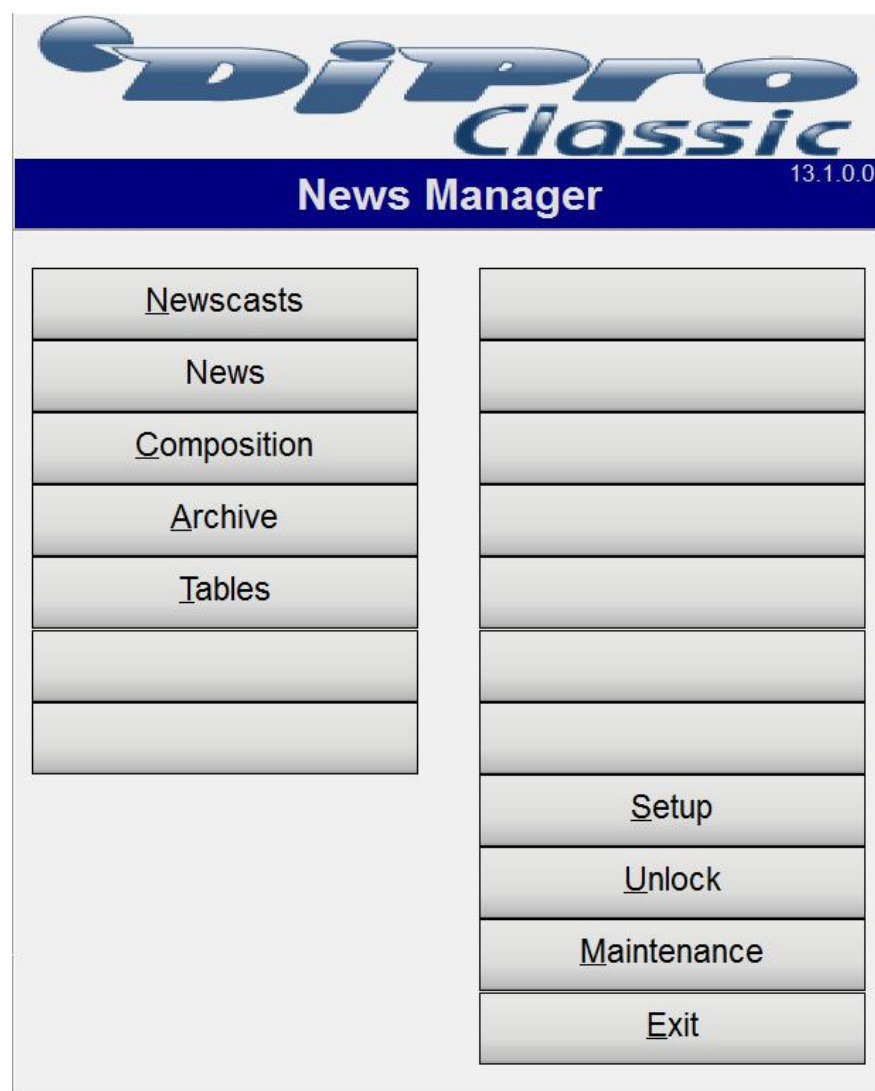 DiPro
Classic
News Manager
13.1.0.0
Newscasts
News
Composition
Archive
Tables
Setup
Unlock
Maintenance
Exit